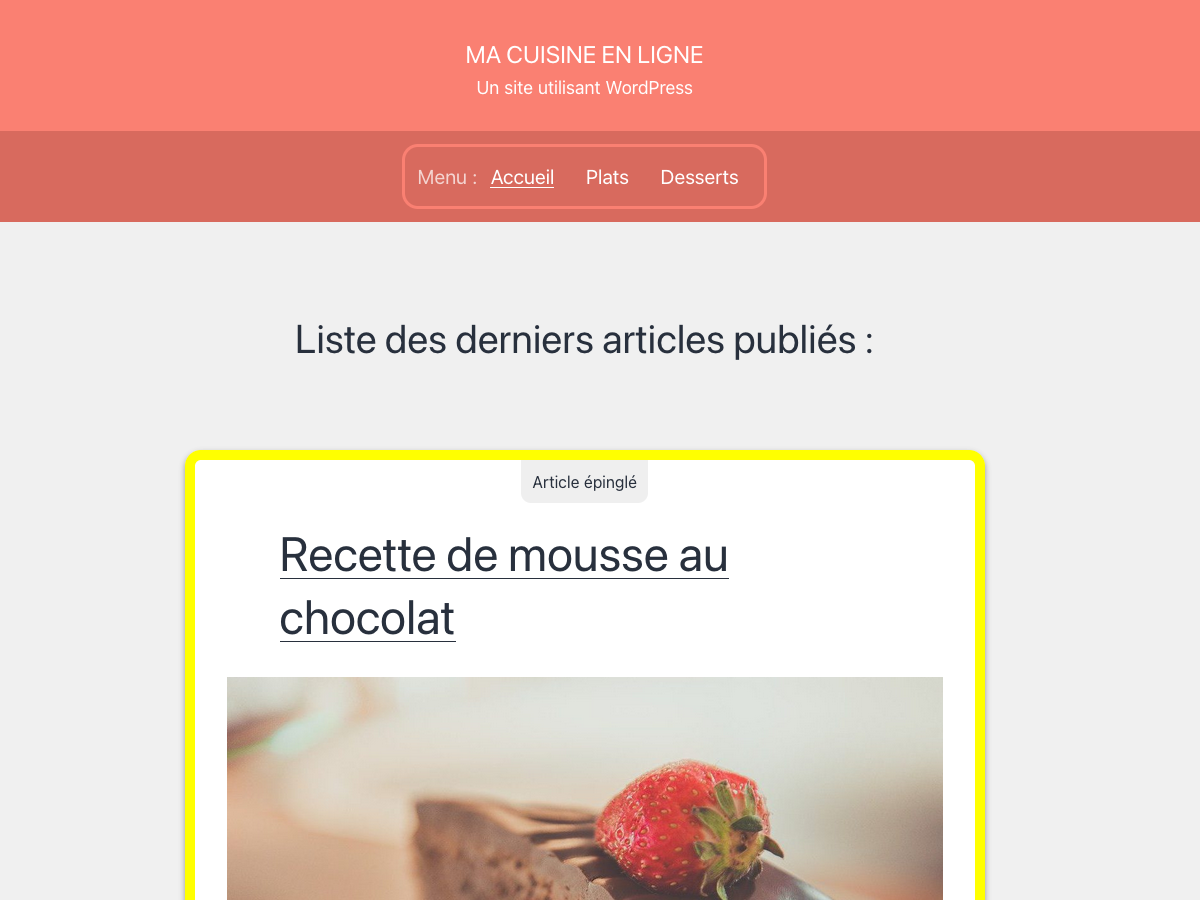 MA CUISINE EN LIGNE
Un site utilisant WordPress
Menu : Accueil Plats Desserts
Liste des derniers articles publiés :
Article épinglé
Recette de mousse au
chocolat